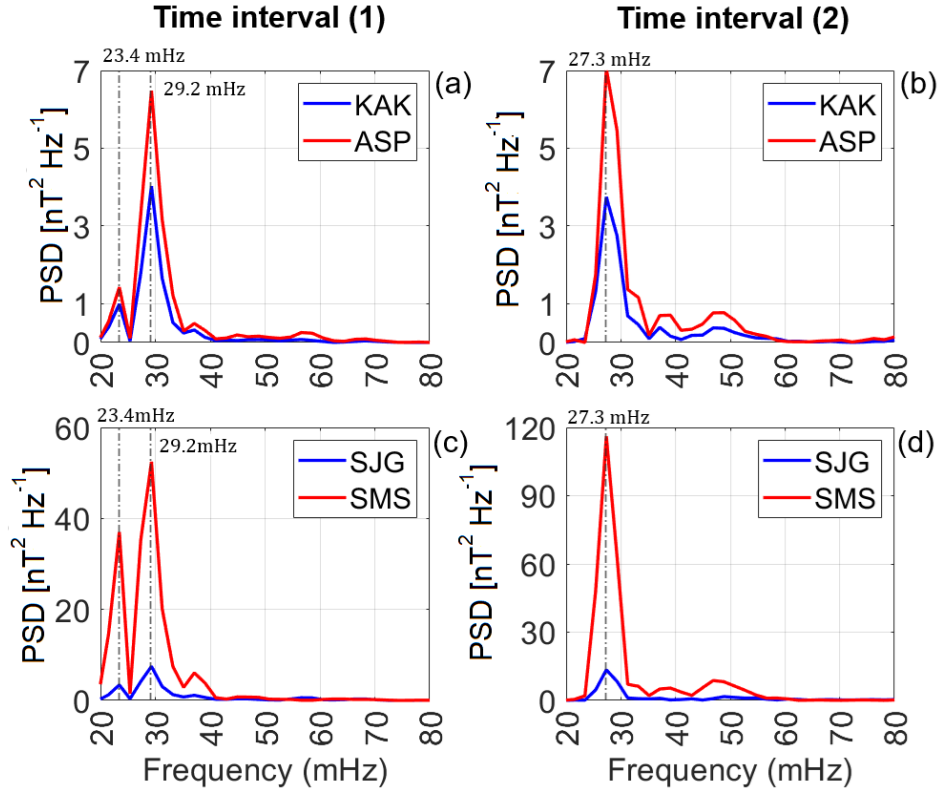 Time interval (1)
Time interval (2)
23.4 mHz
29.2 mHz
(a)
7
5
3
1
0
PSD [nT² Hz⁻¹]
KAK
ASP
20 30 40 50 60 70 80
27.3 mHz
(b)
7
5
3
1
0
PSD [nT² Hz⁻¹]
KAK
ASP
20 30 40 50 60 70 80
23.4mHz
29.2mHz
(c)
60
40
20
0
PSD [nT² Hz⁻¹]
SJG
SMS
20 30 40 50 60 70 80
Frequency (mHz)
27.3 mHz
(d)
120
90
60
30
0
PSD [nT² Hz⁻¹]
SJG
SMS
20 30 40 50 60 70 80
Frequency (mHz)